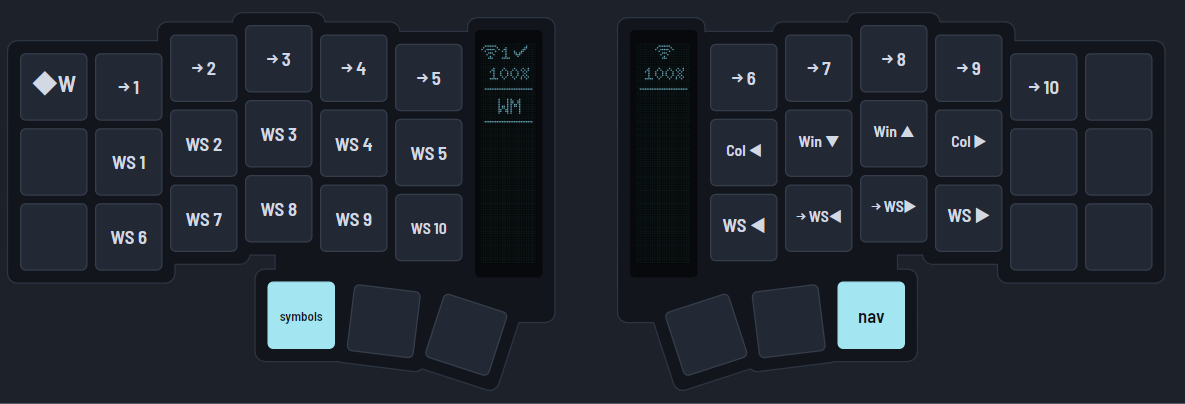 ◆W →1 →2 →3 →4 →5
WS 1 WS 2 WS 3 WS 4 WS 5
WS 6 WS 7 WS 8 WS 9 WS 10
symbols
1✓
100%
WM
100%
→6 →7 →8 →9 →10
Col ◀ Win ▼ Win ▲ Col ▶
WS ◀ →WS◀ →WS▶ WS ▶
nav